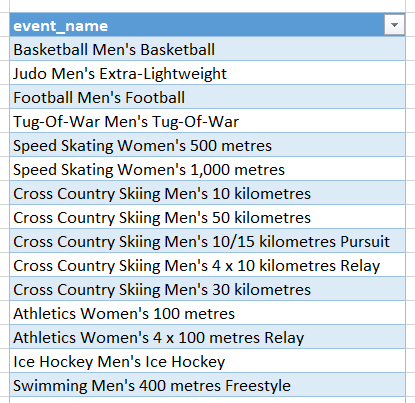 event_name
Basketball Men's Basketball
Judo Men's Extra-Lightweight
Football Men's Football
Tug-Of-War Men's Tug-Of-War
Speed Skating Women's 500 metres
Speed Skating Women's 1,000 metres
Cross Country Skiing Men's 10 kilometres
Cross Country Skiing Men's 50 kilometres
Cross Country Skiing Men's 10/15 kilometres Pursuit
Cross Country Skiing Men's 4 x 10 kilometres Relay
Cross Country Skiing Men's 30 kilometres
Athletics Women's 100 metres
Athletics Women's 4 x 100 metres Relay
Ice Hockey Men's Ice Hockey
Swimming Men's 400 metres Freestyle